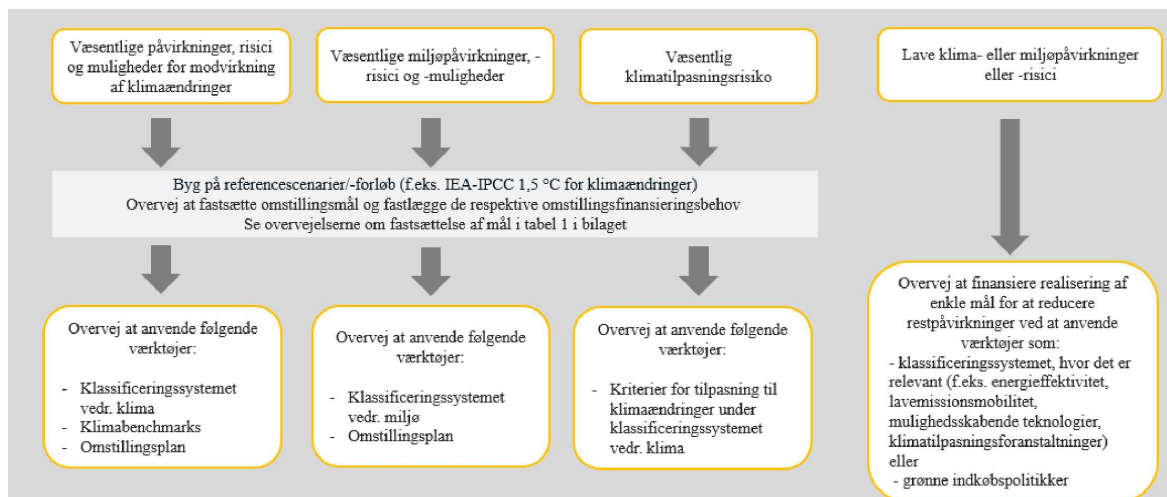 Væsentlige påvirkninger, risici
og muligheder for modvirkning
af klimaændringer
Væsentlige miljøpåvirkninger, -
risici og -muligheder
Væsentlig
klimatilpasningsrisiko
Lave klima- eller miljøpåvirkninger
eller -risici
Byg på referencescenarier/-forløb (f.eks. IEA-IPCC 1,5 °C for klimaændringer)
Overvej at fastsætte omstillingsmål og fastlægge de respektive omstillingsfinansieringsbehov
Se overvejelserne om fastsættelse af mål i tabel 1 i bilaget
Overvej at anvende følgende
værktøjer:
- Klassificeringssystemet
vedr. klima
- Klimabenchmarks
- Omstillingsplan
Overvej at anvende følgende
værktøjer:
- Klassificeringssystemet
vedr. miljø
- Omstillingsplan
Overvej at anvende følgende
værktøjer:
- Kriterier for tilpasning til
klimaændringer under
klassificeringssystemet
vedr. klima
Overvej at finansiere realisering af
enkle mål for at reducere
restpåvirkninger ved at anvende
værktøjer som:
- klassificeringssystemet, hvor det er
relevant (f.eks. energieffektivitet,
lavemissionsmobilitet,
mulighedsskabende teknologier,
klimatilpasningsforanstaltninger)
eller
- grønne indkøbspolitikker